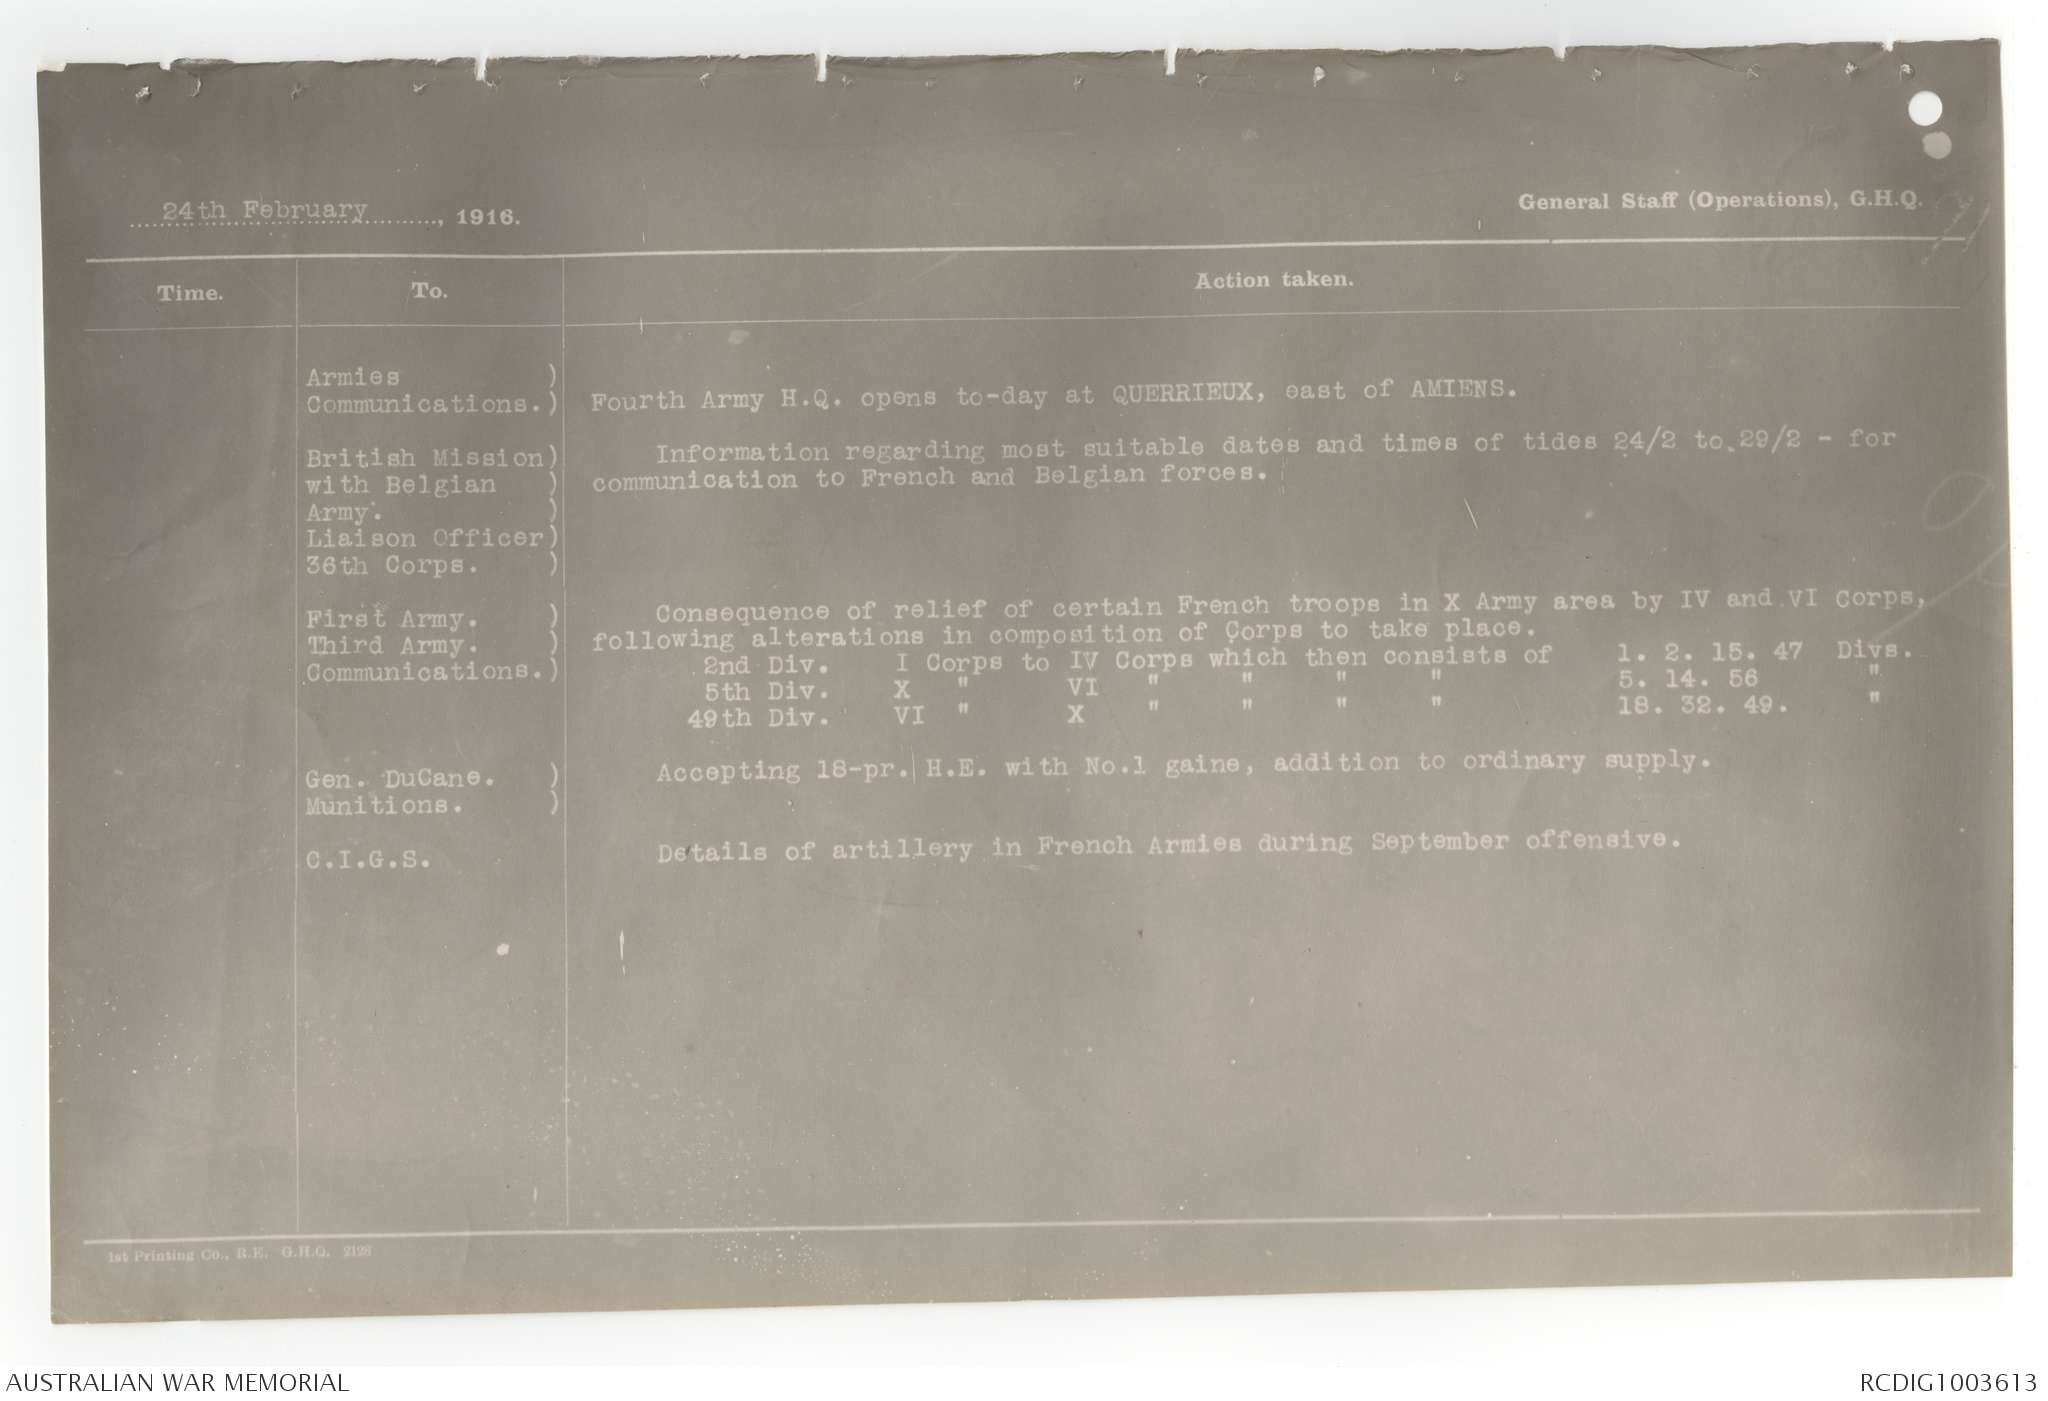 24th February, 1916.
General Staff (Operations), G.H.Q.
Time. To. Action taken.
Armies )
Communications.) Fourth Army H.Q. opens to-day at QUERRIEUX, east of AMIENS.
British Mission) Information regarding most suitable dates and times of tides 24/2 to 29/2 - for
with Belgian ) communication to French and Belgian forces.
Army. )
Liaison Officer)
36th Corps. )
First Army. ) Consequence of relief of certain French troops in X Army area by IV and VI Corps,
Third Army. ) following alterations in composition of Corps to take place.
Communications.) 2nd Div. I Corps to IV Corps which then consists of 1. 2. 15. 47 Divs.
5th Div. X " VI " " " " 5. 14. 56 "
49th Div. VI " X " " " " 18. 32. 49. "
Gen. DuCane. ) Accepting 18-pr. H.E. with No.1 gaine, addition to ordinary supply.
Munitions. )
C.I.G.S. Details of artillery in French Armies during September offensive.
1st Printing Co., R.E. G.H.Q. 2128
AUSTRALIAN WAR MEMORIAL
RCDIG1003613